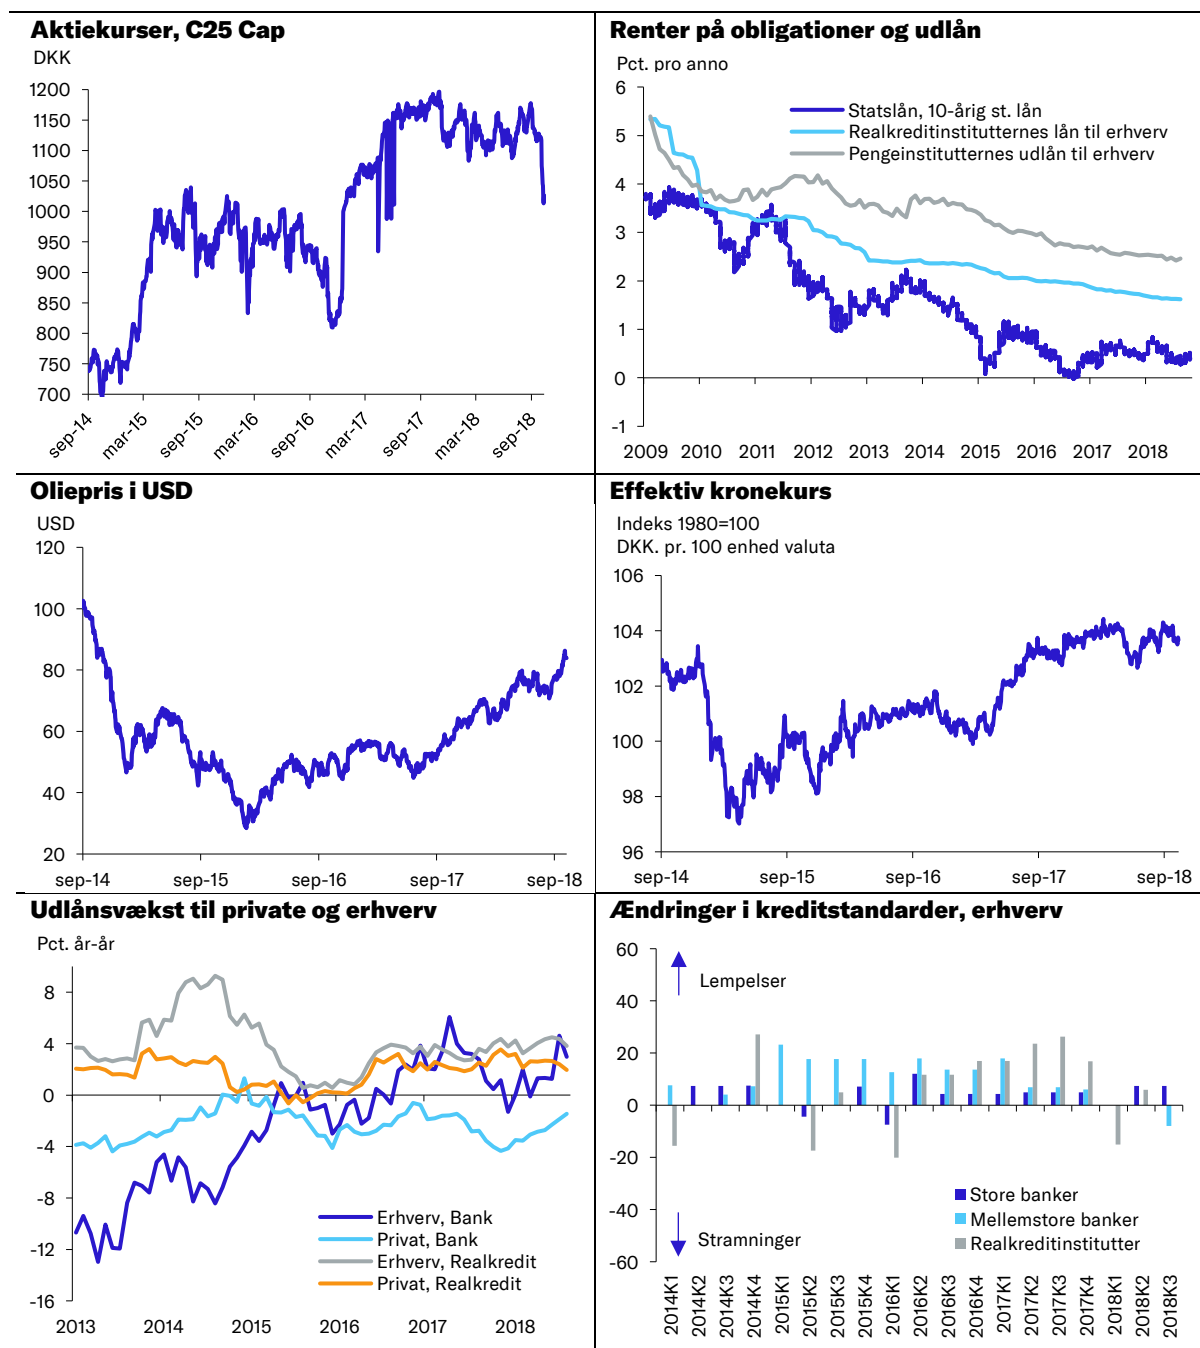 Aktiekurser, C25 Cap
DKK
1200
1150
1100
1050
1000
950
900
850
800
750
700
sep-14
mar-15
sep-15
mar-16
sep-16
mar-17
sep-17
mar-18
sep-18
Renter på obligationer og udlån
Pct. pro anno
6
5
4
3
2
1
0
-1
Statslån, 10-årig st. lån
Realkreditinstitutternes lån til erhverv
Pengeinstitutternes udlån til erhverv
2009 2010 2011 2012 2013 2014 2015 2016 2017 2018
Oliepris i USD
USD
120
100
80
60
40
20
sep-14 sep-15 sep-16 sep-17 sep-18
Effektiv kronekurs
Indeks 1980=100
DKK. pr. 100 enhed valuta
106
104
102
100
98
96
sep-14 sep-15 sep-16 sep-17 sep-18
Udlånsvækst til private og erhverv
Pct. år-år
8
4
0
-4
-8
-12
-16
Erhverv, Bank
Privat, Bank
Erhverv, Realkredit
Privat, Realkredit
2013 2014 2015 2016 2017 2018
Ændringer i kreditstandarder, erhverv
60
40
20
0
-20
-40
-60
Lempelser
Stramninger
Store banker
Mellemstore banker
Realkreditinstitutter
2014K1
2014K2
2014K3
2014K4
2015K1
2015K2
2015K3
2015K4
2016K1
2016K2
2016K3
2016K4
2017K1
2017K2
2017K3
2017K4
2018K1
2018K2
2018K3